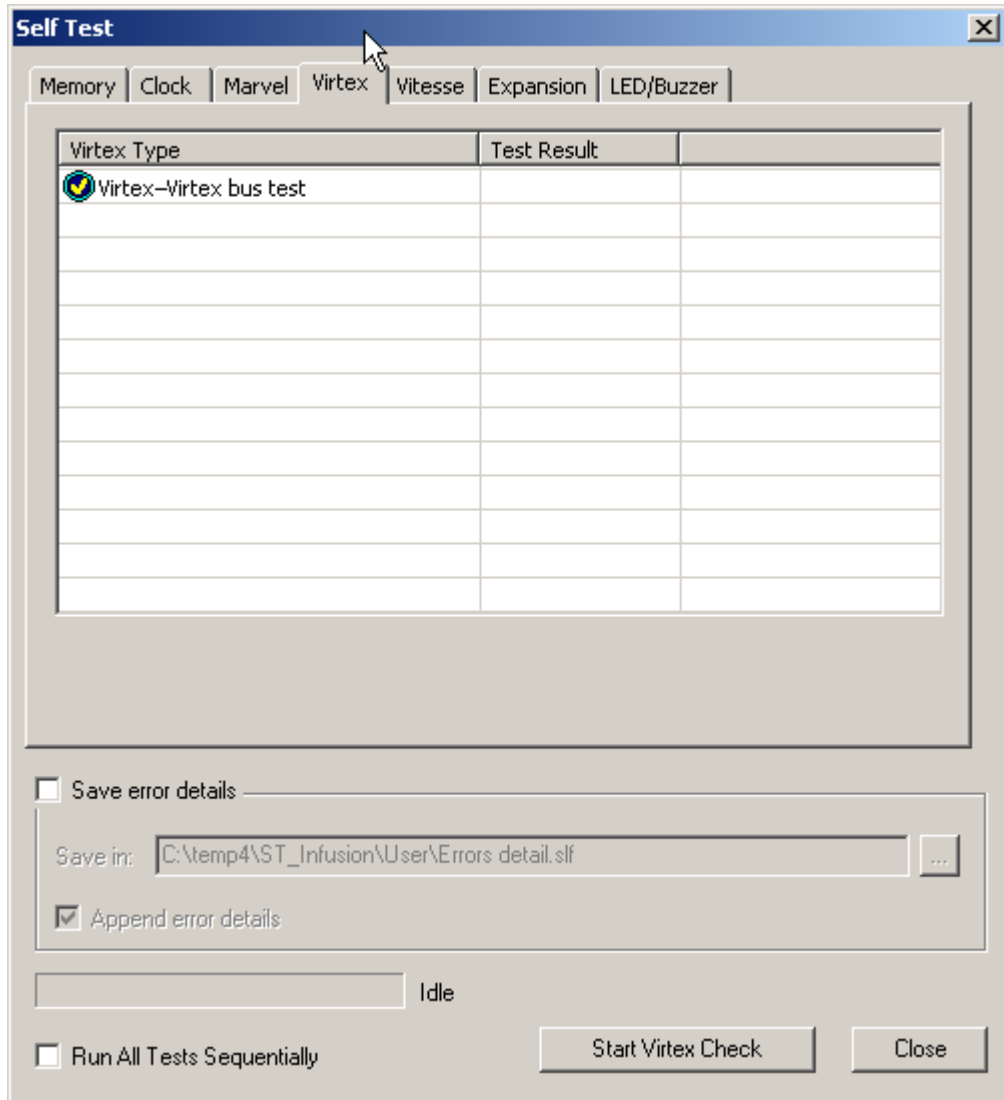 Self Test
Memory Clock Marvel Virtex Vitesse Expansion LED/Buzzer
Virtex Type Test Result
Virtex–Virtex bus test
Save error details
Save in: C:\temp4\ST_Infusion\User\Errors detail.slf ...
Append error details
Idle
Run All Tests Sequentially Start Virtex Check Close